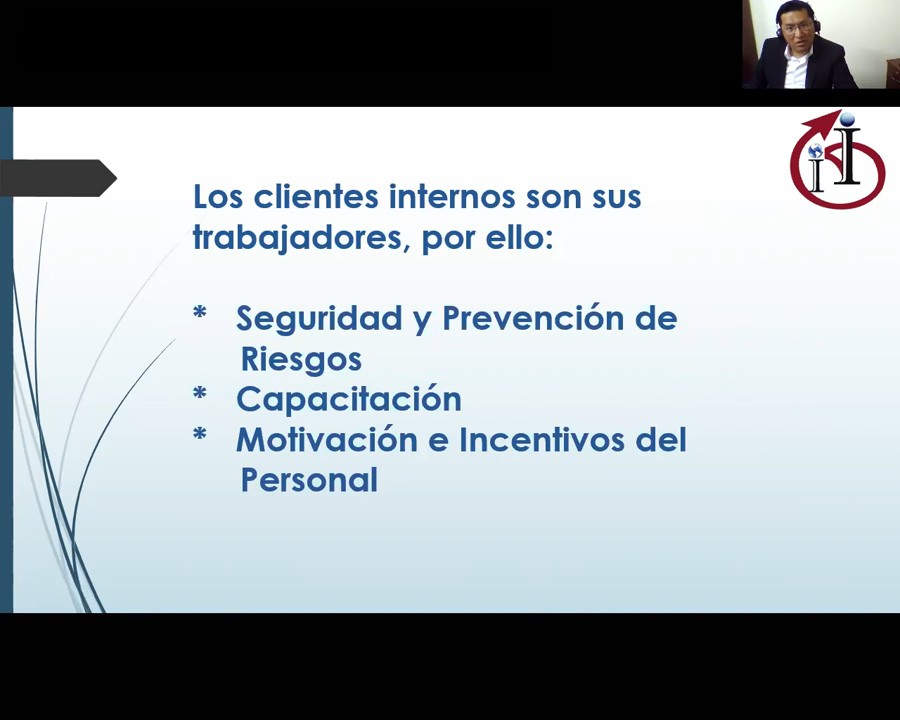 Los clientes internos son sus
trabajadores, por ello:
* Seguridad y Prevención de
Riesgos
* Capacitación
* Motivación e Incentivos del
Personal